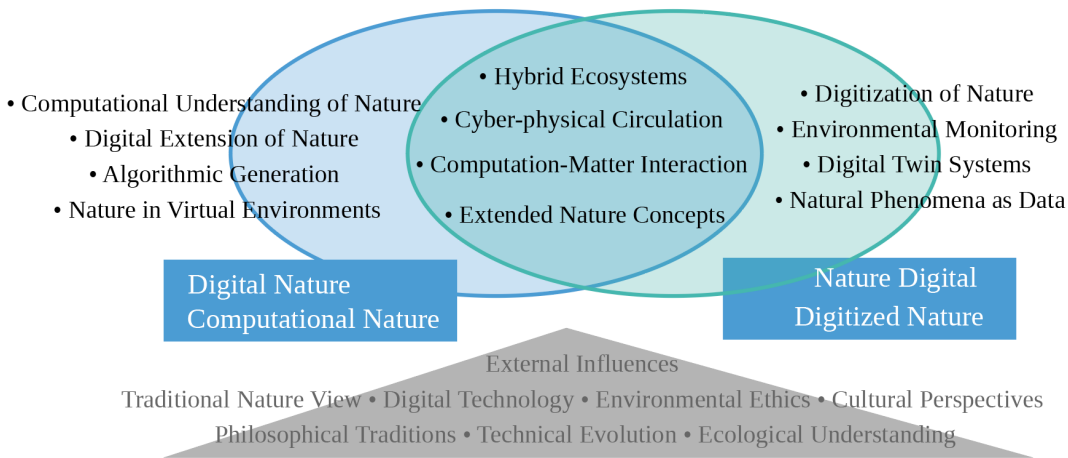 • Computational Understanding of Nature
• Digital Extension of Nature
• Algorithmic Generation
• Nature in Virtual Environments
• Hybrid Ecosystems
• Cyber-physical Circulation
• Computation-Matter Interaction
• Extended Nature Concepts
• Digitization of Nature
• Environmental Monitoring
• Digital Twin Systems
• Natural Phenomena as Data
Digital Nature
Computational Nature
Nature Digital
Digitized Nature
External Influences
Traditional Nature View • Digital Technology • Environmental Ethics • Cultural Perspectives
Philosophical Traditions • Technical Evolution • Ecological Understanding